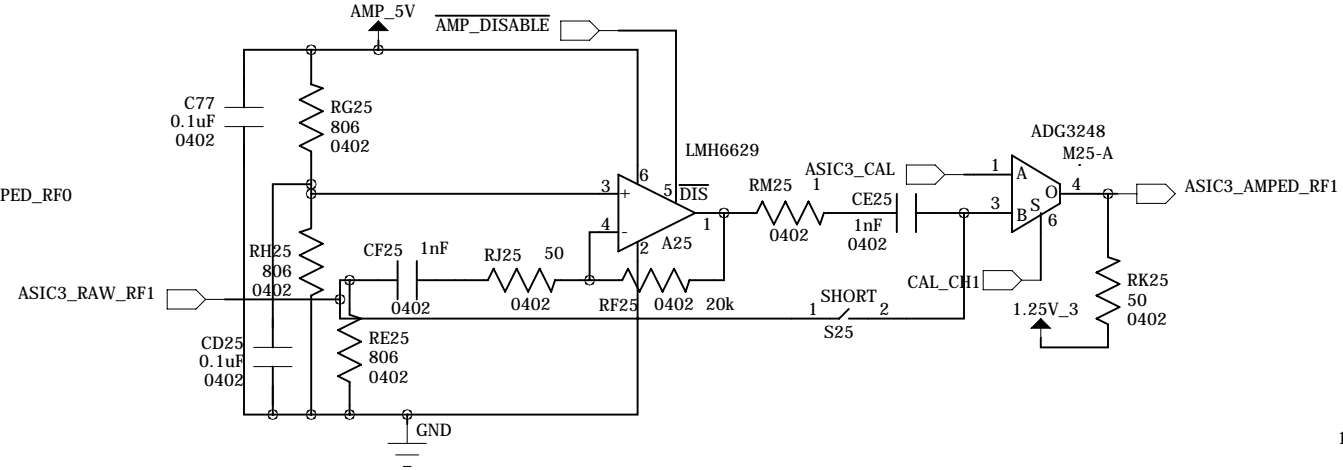 AMP_5V
AMP_DISABLE
C77
0.1uF
0402
RG25
806
0402
LMH6629
ADG3248
M25-A
PED_RF0
3
+
6
5
DIS
4
-
2
1
A25
RM25
1
0402
ASIC3_CAL
CE25
1nF
0402
1
A
3
B
S
O
4
6
ASIC3_AMPED_RF1
RH25
806
0402
CF25
1nF
0402
RJ25
50
0402
RF25
0402
20k
CAL_CH1
ASIC3_RAW_RF1
SHORT
1
2
S25
1.25V_3
RK25
50
0402
CD25
0.1uF
0402
RE25
806
0402
GND
1